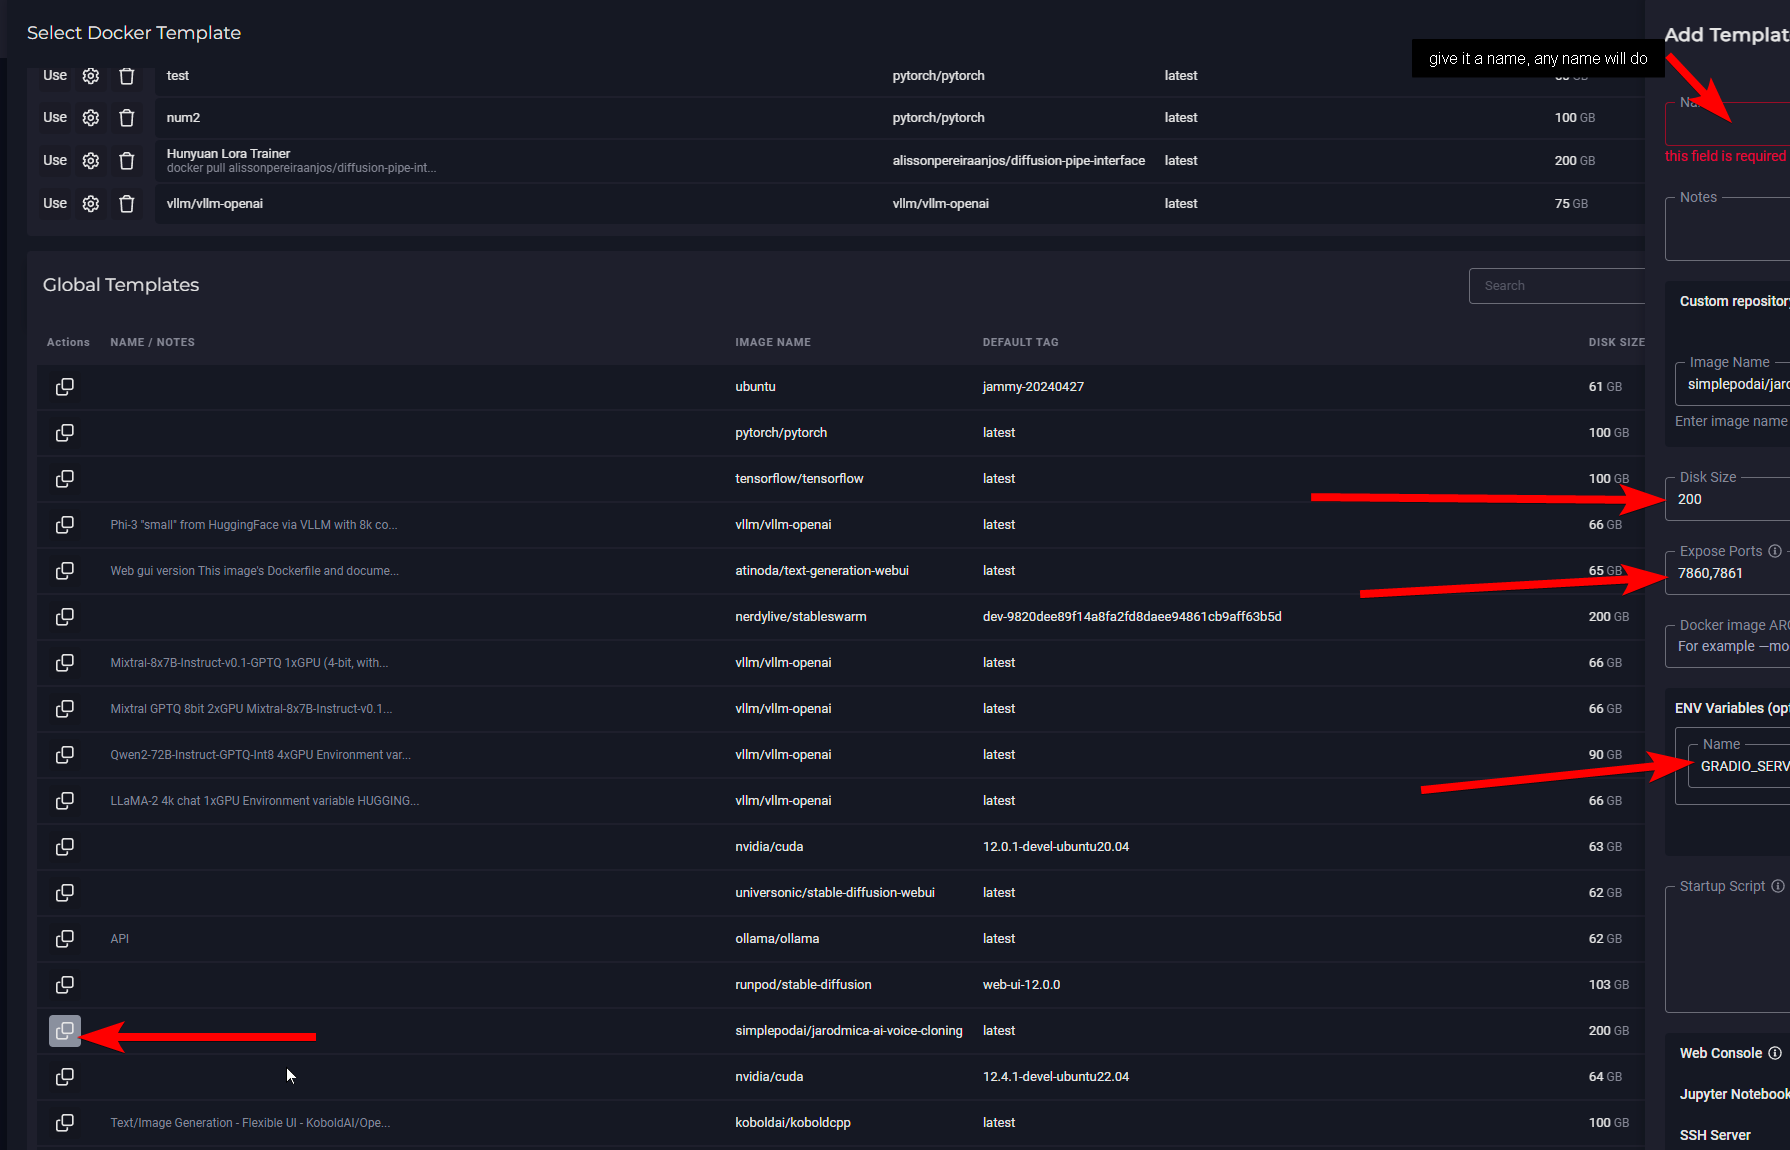 Select Docker Template
Add Templat
give it a name, any name will do
Use test pytorch/pytorch latest
this field is required
Use num2 pytorch/pytorch latest 100 GB
Use Hunyuan Lora Trainer alissonpereiraanjos/diffusion-pipe-interface latest 200 GB
docker pull alissonpereiraanjos/diffusion-pipe-int...
Use vllm/vllm-openai vllm/vllm-openai latest 75 GB
Notes
Global Templates
Search
Custom repository
Actions NAME / NOTES IMAGE NAME DEFAULT TAG DISK SIZE
Image Name
simplepodai/jaro
Enter image name
ubuntu jammy-20240427 61 GB
pytorch/pytorch latest 100 GB
tensorflow/tensorflow latest 100 GB
Disk Size
200
Phi-3 "small" from HuggingFace via VLLM with 8k co... vllm/vllm-openai latest 66 GB
Expose Ports
7860,7861
Web gui version This image's Dockerfile and docume... atinoda/text-generation-webui latest 65 GB
nerdylive/stableswarm dev-9820dee89f14a8fa2fd8daee94861cb9aff63b5d 200 GB
Docker image ARG
For example —mo
Mixtral-8x7B-Instruct-v0.1-GPTQ 1xGPU (4-bit, with... vllm/vllm-openai latest 66 GB
Mixtral GPTQ 8bit 2xGPU Mixtral-8x7B-Instruct-v0.1... vllm/vllm-openai latest 66 GB
ENV Variables (opt
Name
GRADIO_SERV
Qwen2-72B-Instruct-GPTQ-Int8 4xGPU Environment var... vllm/vllm-openai latest 90 GB
LLaMA-2 4k chat 1xGPU Environment variable HUGGING... vllm/vllm-openai latest 66 GB
nvidia/cuda 12.0.1-devel-ubuntu20.04 63 GB
universonic/stable-diffusion-webui latest 62 GB
Startup Script
API ollama/ollama latest 62 GB
runpod/stable-diffusion web-ui-12.0.0 103 GB
simplepodai/jarodmica-ai-voice-cloning latest 200 GB
Web Console
nvidia/cuda 12.4.1-devel-ubuntu22.04 64 GB
Jupyter Notebook
Text/Image Generation - Flexible UI - KoboldAI/Ope... koboldai/koboldcpp latest 100 GB
SSH Server